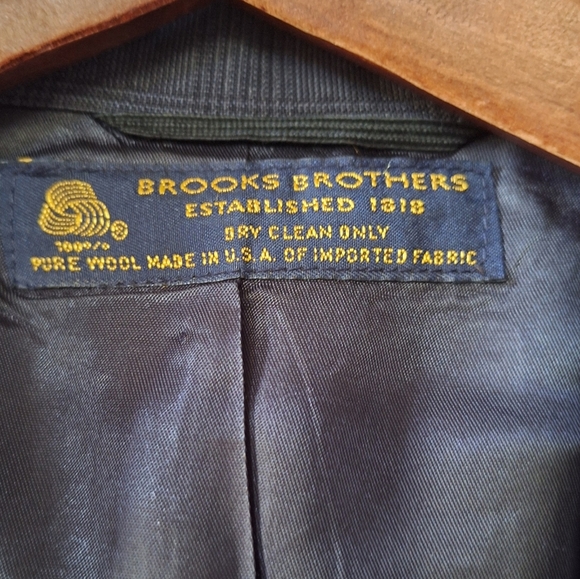 BROOKS BROTHERS
ESTABLISHED 1818
DRY CLEAN ONLY
100% ®
PURE WOOL MADE IN U.S.A. OF IMPORTED FABRIC